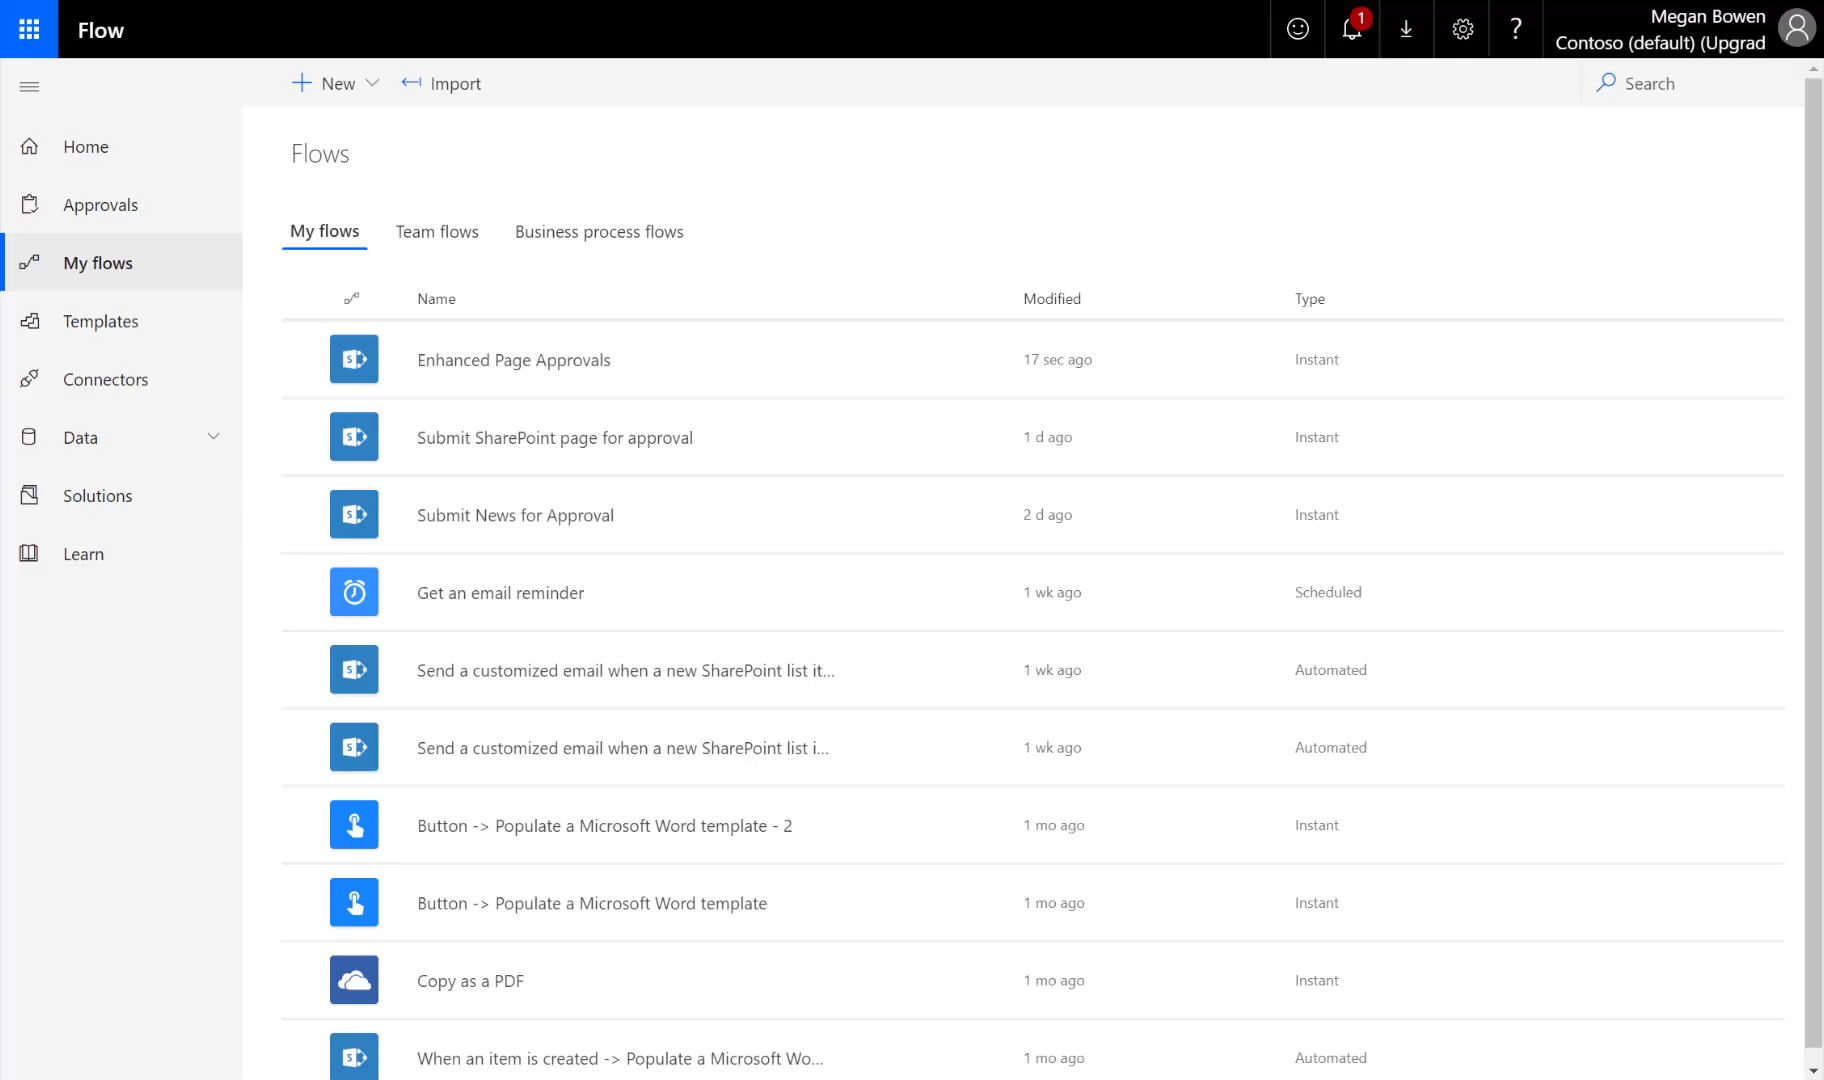 Flow
1
?
Megan Bowen
Contoso (default) (Upgrad
New
Import
Search
Home
Approvals
My flows
Templates
Connectors
Data
Solutions
Learn
Flows
My flows Team flows Business process flows
Name Modified Type
Enhanced Page Approvals 17 sec ago Instant
Submit SharePoint page for approval 1 d ago Instant
Submit News for Approval 2 d ago Instant
Get an email reminder 1 wk ago Scheduled
Send a customized email when a new SharePoint list it... 1 wk ago Automated
Send a customized email when a new SharePoint list i... 1 wk ago Automated
Button -> Populate a Microsoft Word template - 2 1 mo ago Instant
Button -> Populate a Microsoft Word template 1 mo ago Instant
Copy as a PDF 1 mo ago Instant
When an item is created -> Populate a Microsoft Wo... 1 mo ago Automated